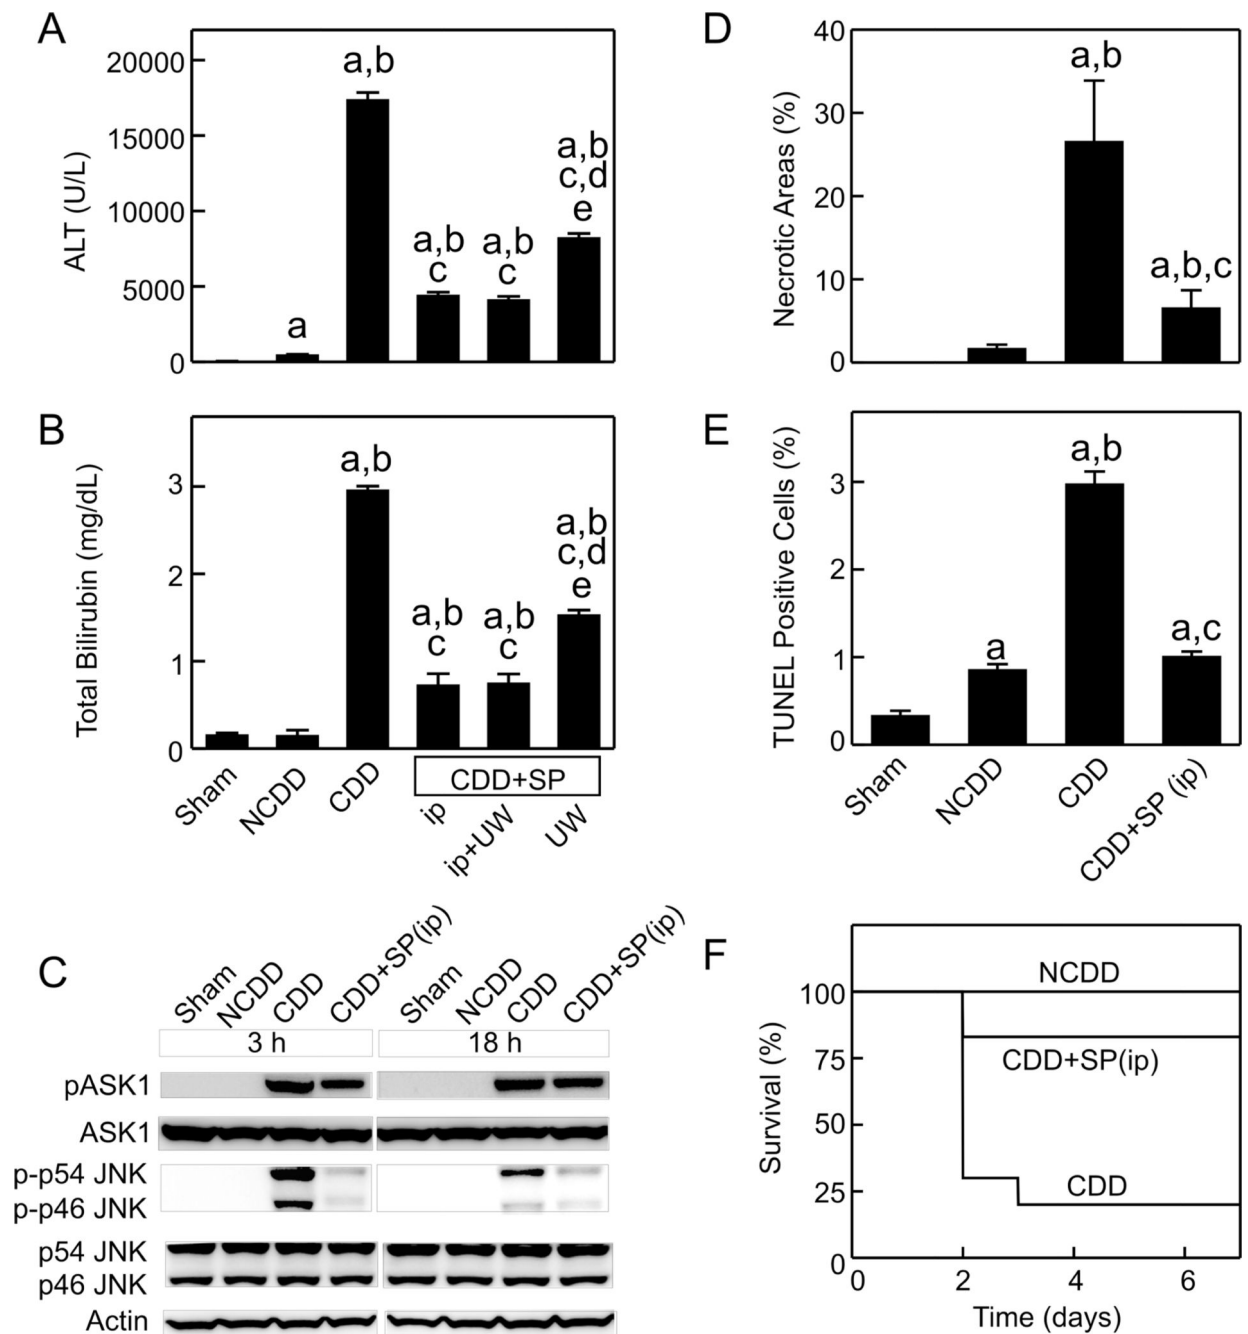 A
ALT (U/L)
20000
15000
10000
5000
0
a
a,b
a,b
c
a,b
c
a,b
c,d
e
B
Total Bilirubin (mg/dL)
3
2
1
0
a,b
a,b
c
a,b
c
a,b
c,d
e
Sham
NCDD
CDD
CDD+SP
ip
ip+UW
UW
C
Sham
NCDD
CDD
CDD+SP(ip)
Sham
NCDD
CDD
CDD+SP(ip)
3 h
18 h
pASK1
ASK1
p-p54 JNK
p-p46 JNK
p54 JNK
p46 JNK
Actin
D
Necrotic Areas (%)
40
30
20
10
0
a,b
a,b,c
E
TUNEL Positive Cells (%)
3
2
1
0
a
a,b
a,c
Sham
NCDD
CDD
CDD+SP (ip)
F
Survival (%)
100
75
50
25
0
NCDD
CDD+SP(ip)
CDD
0
2
4
6
Time (days)